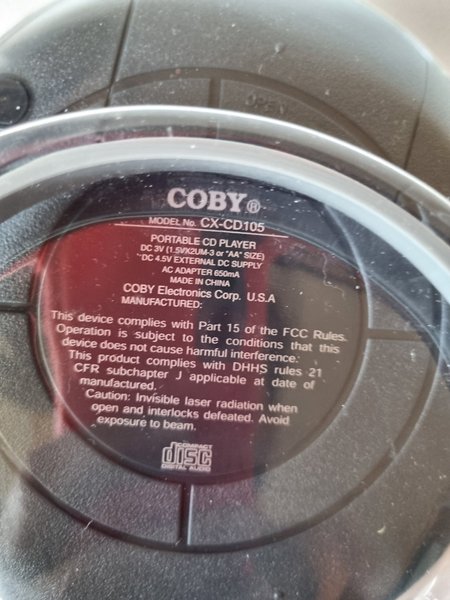 OPEN
COBY®
MODEL No. CX-CD105
PORTABLE CD PLAYER
DC 3V (1.5VX2UM-3 or "AA" SIZE)
DC 4.5V EXTERNAL DC SUPPLY
AC ADAPTER 650mA
MADE IN CHINA
COBY Electronics Corp. U.S.A
MANUFACTURED:
This device complies with Part 15 of the FCC Rules.
Operation is subject to the conditions that this
device does not cause harmful interference.
This product complies with DHHS rules 21
CFR subchapter J applicable at date of
manufactured.
Caution: Invisible laser radiation when
open and interlocks defeated. Avoid
exposure to beam.
COMPACT
disc
DIGITAL AUDIO